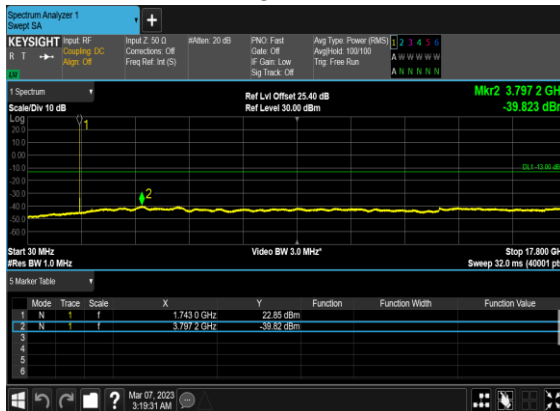 Spectrum Analyzer 1
Swept SA
+
KEYSIGHT Input: RF Input Z: 50 Ω #Atten: 20 dB PNO: Fast Avg Type: Power (RMS) 1 2 3 4 5 6
R T Coupling: DC Corrections: Off Gate: Off Avg|Hold: 100/100 A W W W W W
Align: Off Freq Ref: Int (S) IF Gain: Low Trig: Free Run
Sig Track: Off A N N N N N
1 Spectrum Ref Lvl Offset 25.40 dB Mkr2 3.797 2 GH
Scale/Div 10 dB Ref Level 30.00 dBm -39.823 dB
Log
20.0
10.0
0.00
-10.0 DL1 -13.00 dB
-20.0
-30.0
-40.0
-50.0
-60.0
1
2
Start 30 MHz Video BW 3.0 MHz* Stop 17.800 GH
#Res BW 1.0 MHz Sweep 32.0 ms (40001 pt
5 Marker Table
Mode Trace Scale X Y Function Function Width Function Value
1 N 1 f 1.743 0 GHz 22.85 dBm
2 N 1 f 3.797 2 GHz -39.82 dBm
3
4
5
6
? Mar 07, 2023
3:19:31 AM